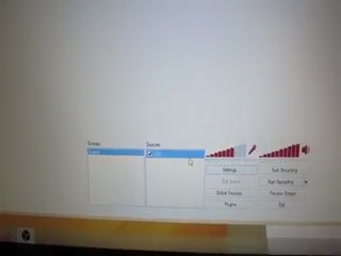 Scenes
Sources
Settings
Start Streaming
Edit Scene
Start Recording
Global Sources
Preview Stream
Plugins
Exit